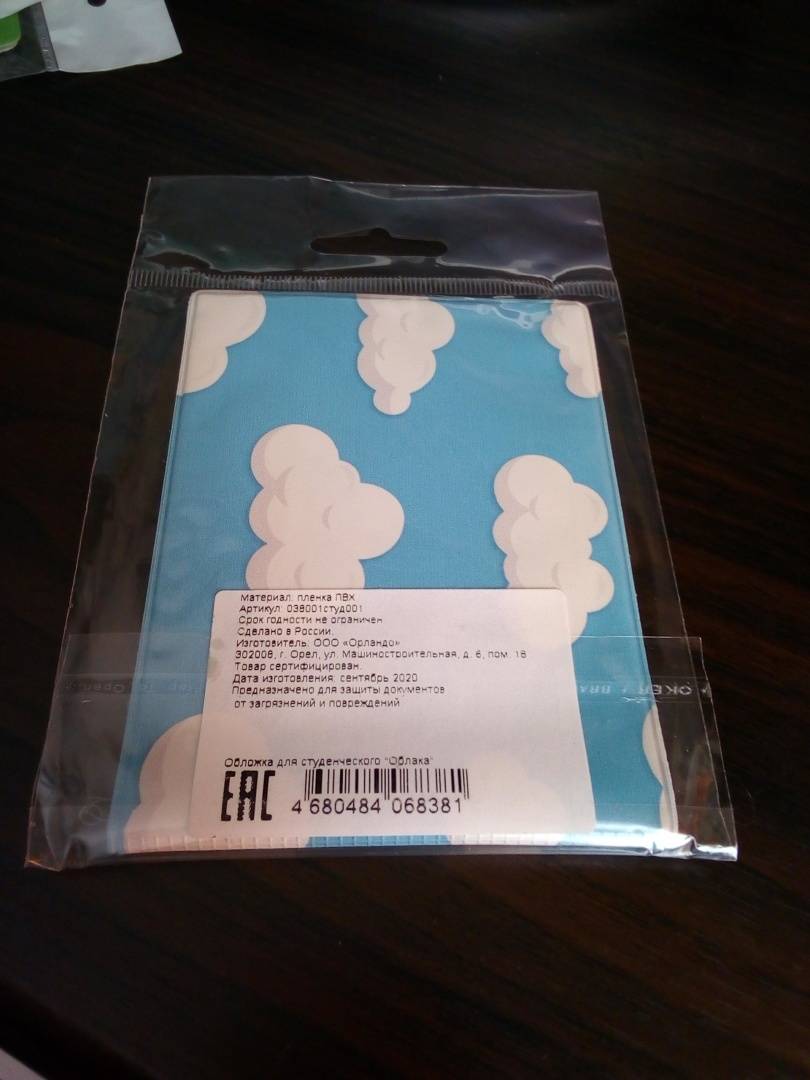 Материал: пленка ПВХ
Артикул: 038001студ001
Срок годности не ограничен
Сделано в России.
Изготовитель: ООО «Орландо»
302008, г. Орел, ул. Машиностроительная, д. 6, пом. 18
Товар сертифицирован.
Дата изготовления: сентябрь 2020
Предназначено для защиты документов
от загрязнений и повреждений
Обложка для студенческого "Облака"
EAC
4 680484 068381